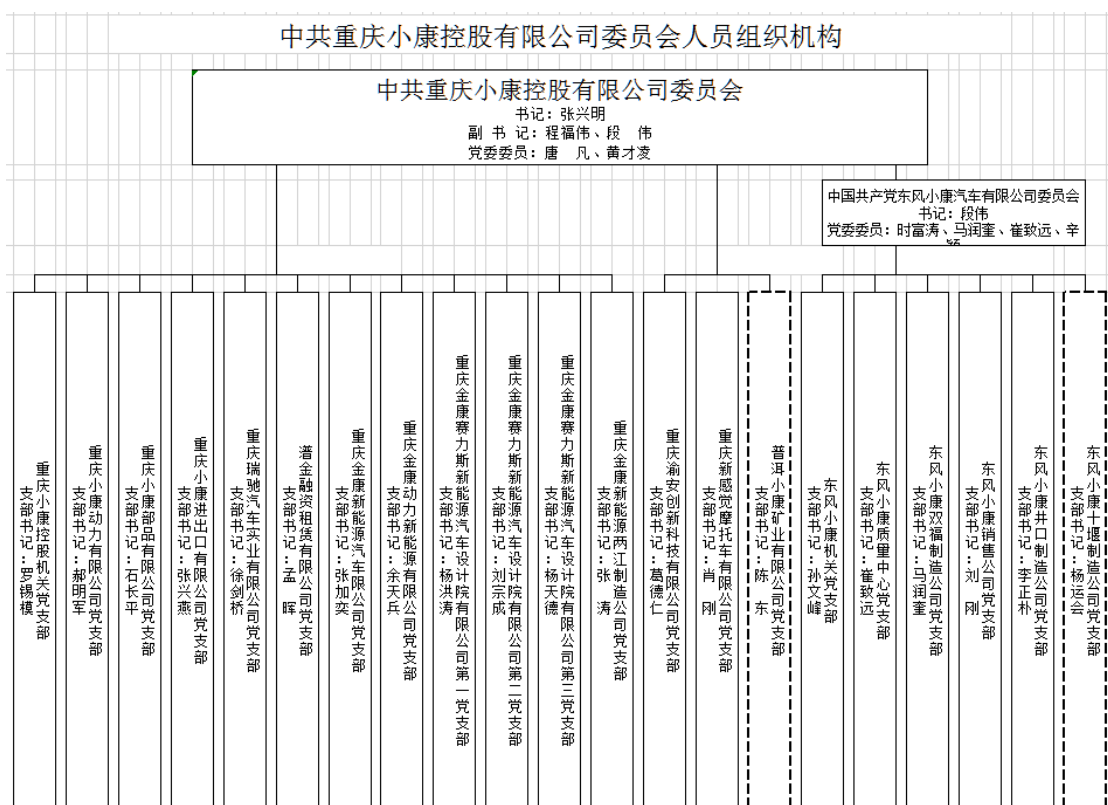 中共重庆小康控股有限公司委员会人员组织机构
中共重庆小康控股有限公司委员会
书记：张兴明
副 书 记：程福伟、段　伟
党委委员：唐　凡、黄才凌
中国共产党东风小康汽车有限公司委员会
书记：段伟
党委委员：时富涛、马润奎、崔致远、辛
重庆小康控股机关党支部
支部书记：罗锡模
重庆小康动力有限公司党支部
支部书记：郝明军
重庆小康部品有限公司党支部
支部书记：石长平
重庆小康进出口有限公司党支部
支部书记：张兴燕
重庆瑞驰汽车实业有限公司党支部
支部书记：徐剑桥
潽金融资租赁有限公司党支部
支部书记：孟　晖
重庆金康新能源汽车有限公司党支部
支部书记：张加奕
重庆金康动力新能源有限公司党支部
支部书记：余天兵
重庆金康赛力斯新能源汽车设计院有限公司第一党支部
支部书记：杨洪涛
重庆金康赛力斯新能源汽车设计院有限公司第二党支部
支部书记：刘宗成
重庆金康赛力斯新能源汽车设计院有限公司第三党支部
支部书记：杨天德
重庆金康新能源两江制造公司党支部
支部书记：张　涛
重庆渝安创新科技有限公司党支部
支部书记：葛德仁
重庆新感觉摩托车有限公司党支部
支部书记：肖　刚
普洱小康矿业有限公司党支部
支部书记：陈　东
东风小康机关党支部
支部书记：孙文峰
东风小康质量中心党支部
支部书记：崔致远
东风小康双福制造公司党支部
支部书记：马润奎
东风小康销售公司党支部
支部书记：刘　刚
东风小康井口制造公司党支部
支部书记：李正朴
东风小康十堰制造公司党支部
支部书记：杨运会